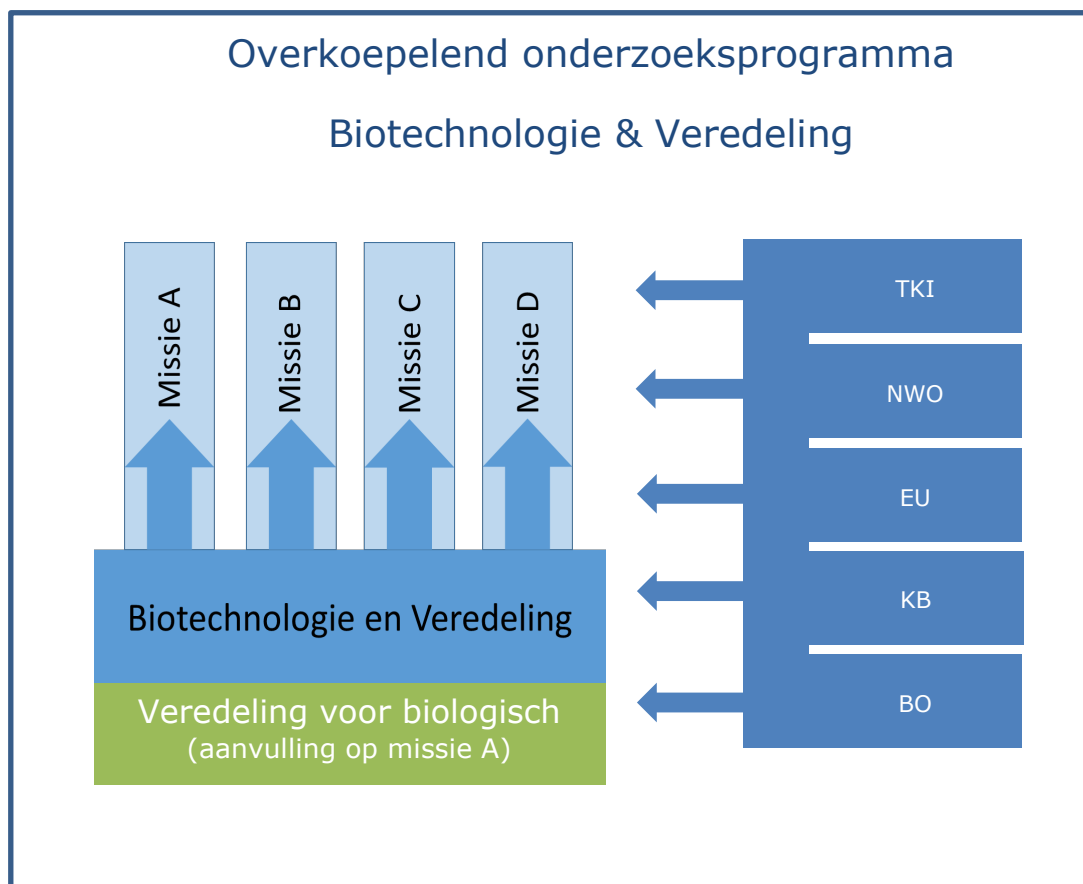 Overkoepelend onderzoeksprogramma
Biotechnologie & Veredeling
Missie A
Missie B
Missie C
Missie D
Biotechnologie en Veredeling
Veredeling voor biologisch
(aanvulling op missie A)
TKI
NWO
EU
KB
BO